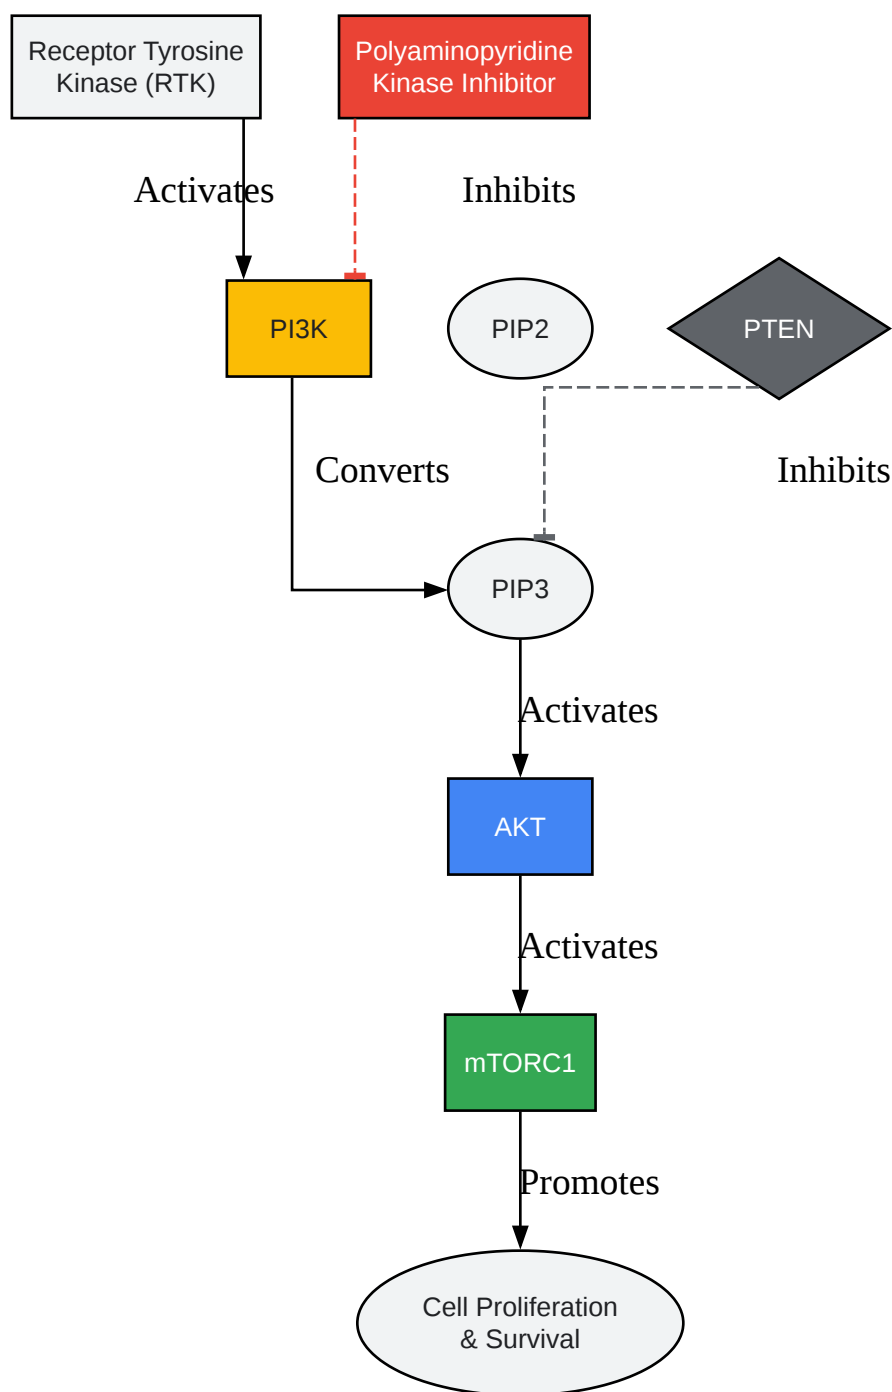 Receptor Tyrosine
Kinase (RTK)
Polyaminopyridine
Kinase Inhibitor
Activates
Inhibits
PI3K
PIP2
PTEN
Converts
Inhibits
PIP3
Activates
AKT
Activates
mTORC1
Promotes
Cell Proliferation
& Survival